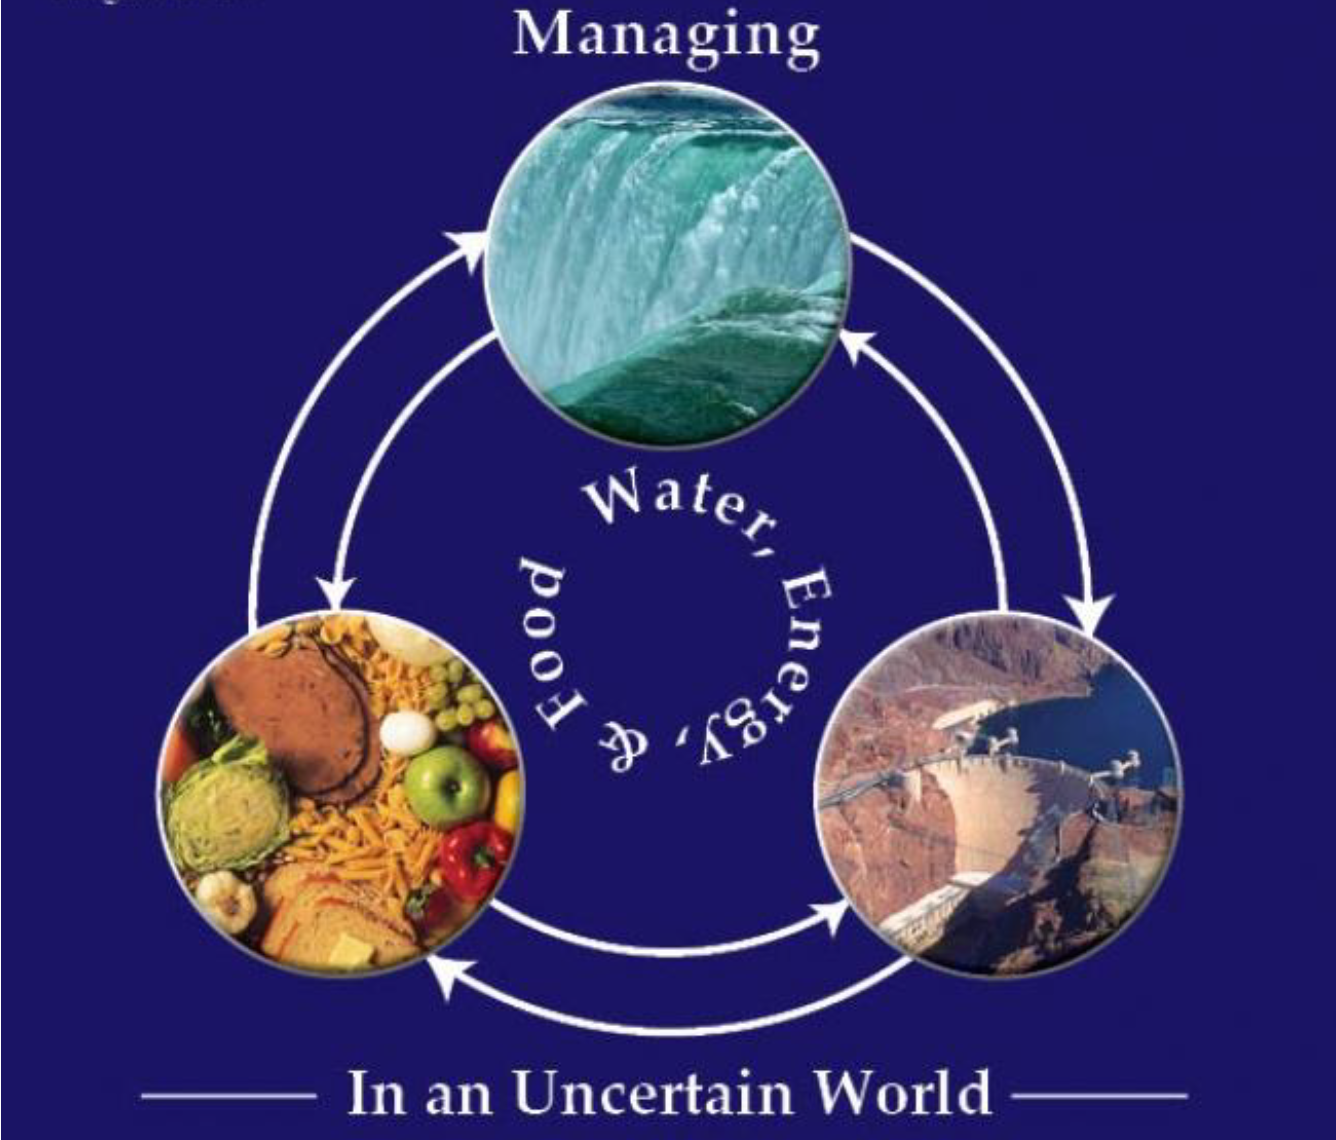 Managing
Water, Energy, & Food
In an Uncertain World